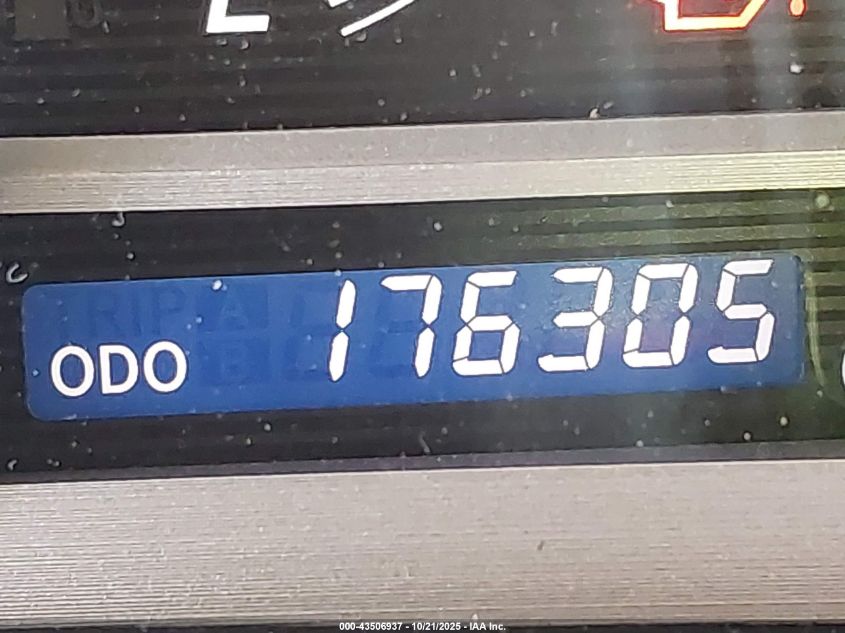 ODO 176305
000-43506937 - 10/21/2025 - IAA Inc.